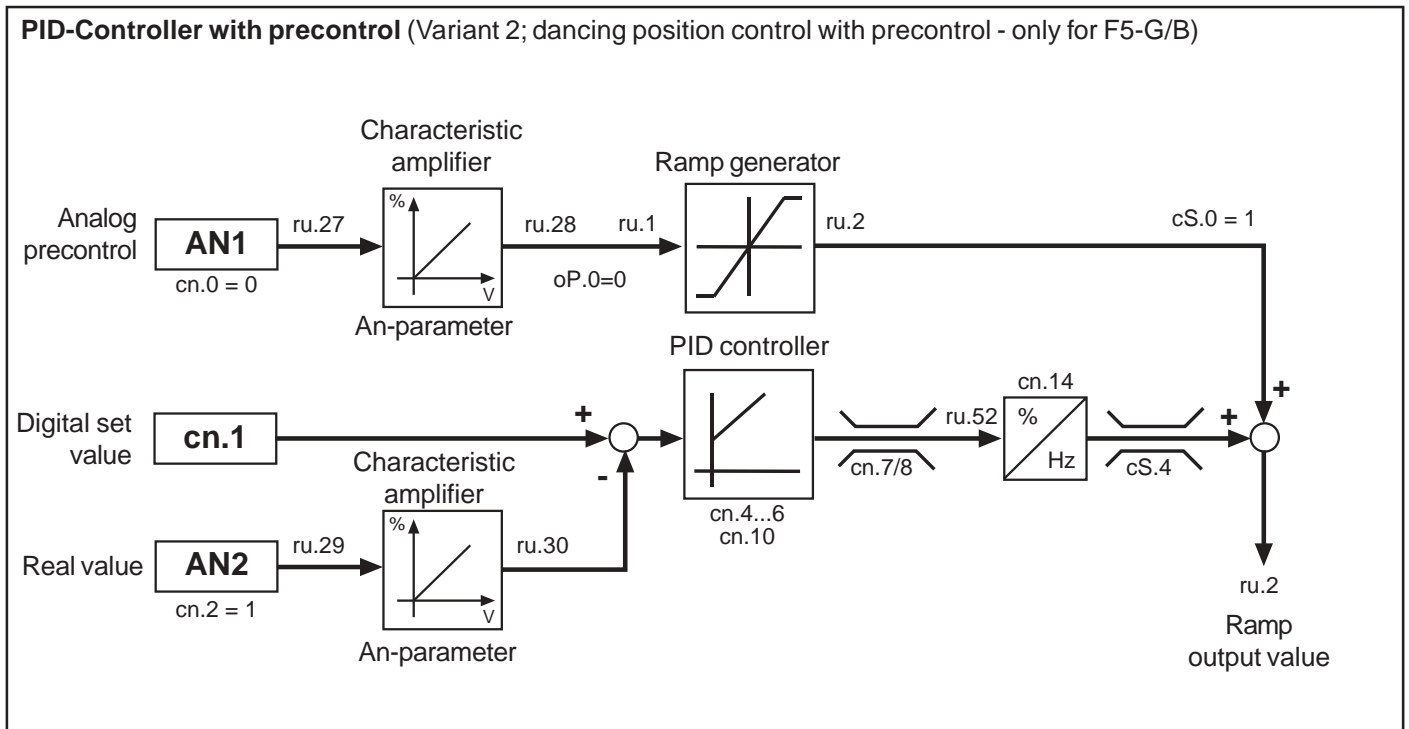 PID-Controller with precontrol (Variant 2; dancing position control with precontrol - only for F5-G/B)
Characteristic
amplifier
Ramp generator
Analog
precontrol
AN1
cn.0 = 0
ru.27
%
V
An-parameter
ru.28
oP.0=0
ru.1
ru.2
cS.0 = 1
PID controller
Digital set
value
cn.1
+
-
Characteristic
amplifier
cn.4...6
cn.10
cn.7/8
ru.52
cn.14
%
Hz
cS.4
+
+
Real value
AN2
cn.2 = 1
ru.29
%
V
An-parameter
ru.30
ru.2
Ramp
output value